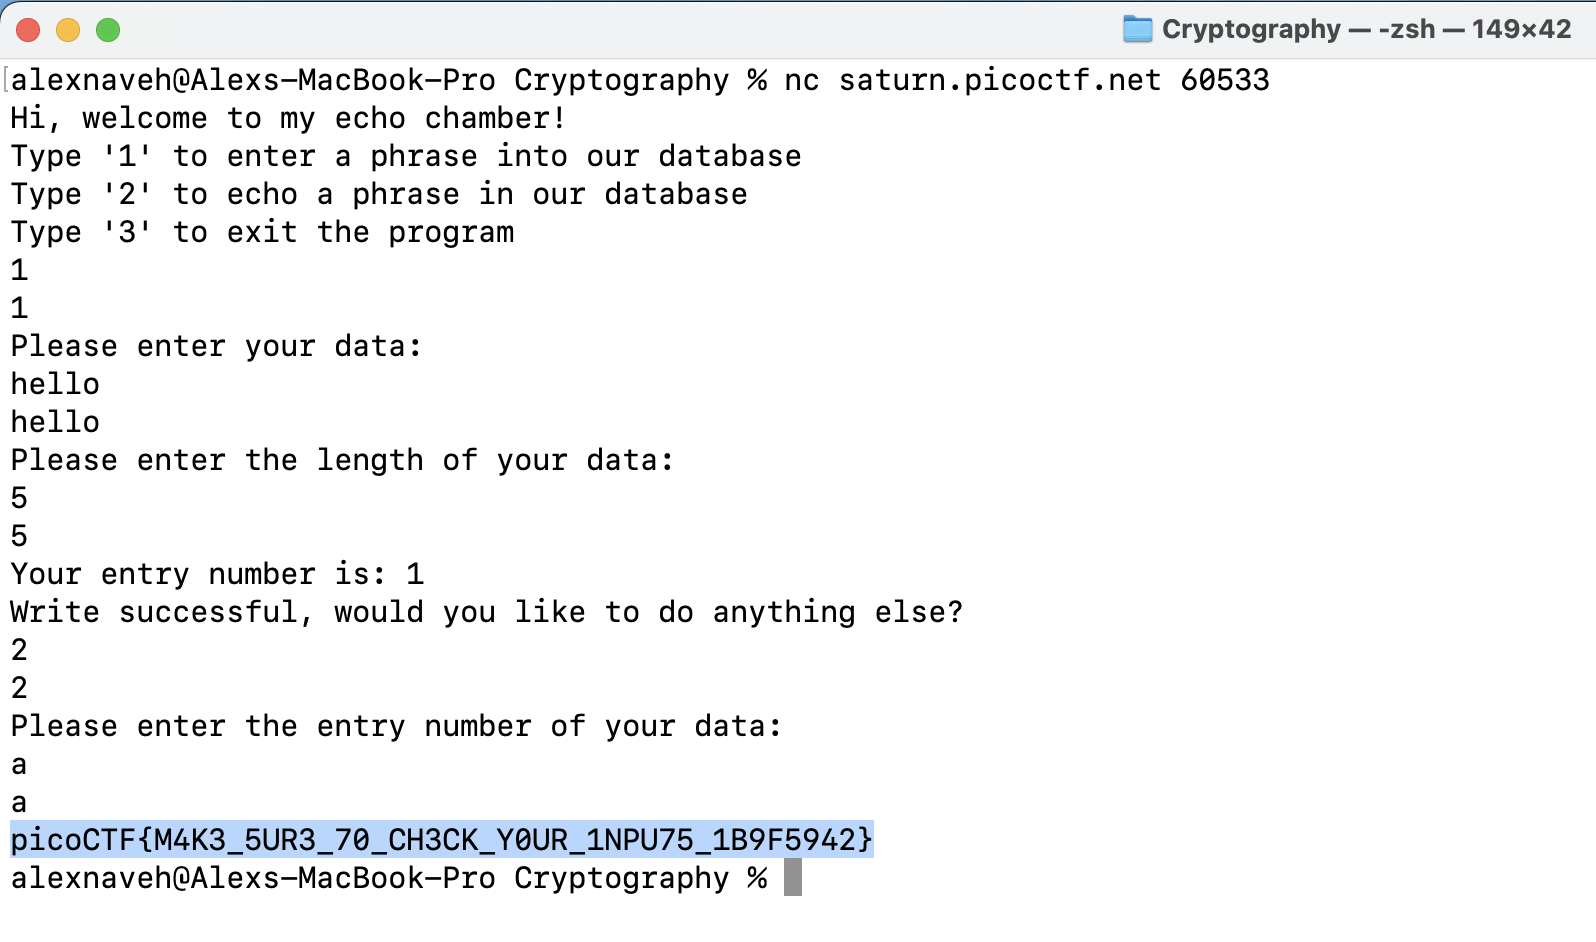 Cryptography — -zsh — 149×42
alexnaveh@Alexs-MacBook-Pro Cryptography % nc saturn.picoctf.net 60533
Hi, welcome to my echo chamber!
Type '1' to enter a phrase into our database
Type '2' to echo a phrase in our database
Type '3' to exit the program
1
1
Please enter your data:
hello
hello
Please enter the length of your data:
5
5
Your entry number is: 1
Write successful, would you like to do anything else?
2
2
Please enter the entry number of your data:
a
a
picoCTF{M4K3_5UR3_70_CH3CK_Y0UR_1NPU75_1B9F5942}
alexnaveh@Alexs-MacBook-Pro Cryptography %